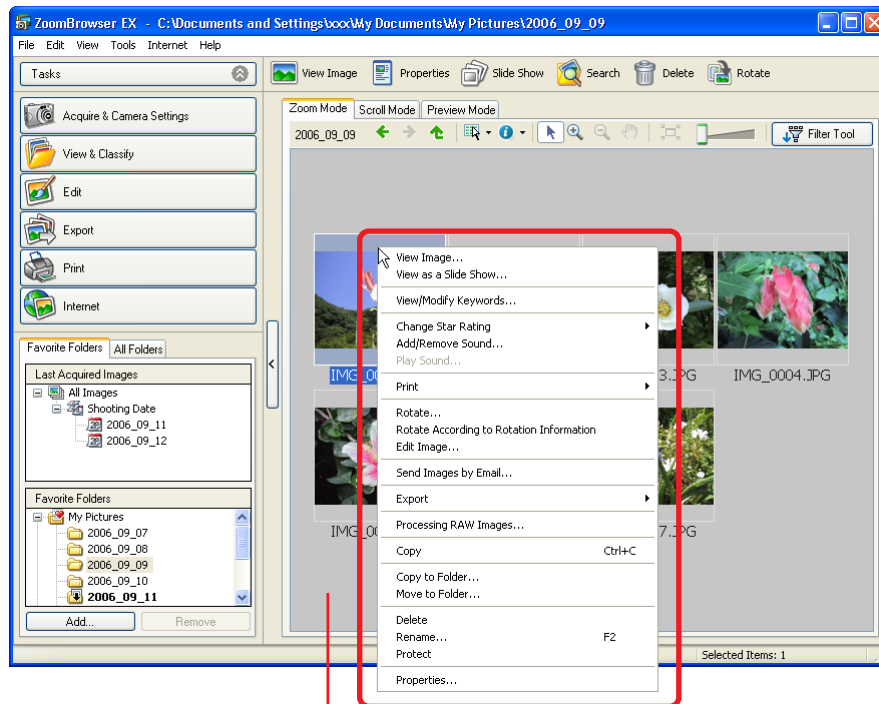 ZoomBrowser EX - C:\Documents and Settings\xxx\My Documents\My Pictures\2006_09_09
File Edit View Tools Internet Help
Tasks
View Image Properties Slide Show Search Delete Rotate
Acquire & Camera Settings
View & Classify
Edit
Export
Print
Internet
Zoom Mode Scroll Mode Preview Mode
2006_09_09
Filter Tool
Favorite Folders All Folders
Last Acquired Images
All Images
Shooting Date
2006_09_11
2006_09_12
Favorite Folders
My Pictures
2006_09_07
2006_09_08
2006_09_09
2006_09_10
2006_09_11
Add... Remove
View Image...
View as a Slide Show...
View/Modify Keywords...
Change Star Rating
Add/Remove Sound...
Play Sound...
Print
Rotate...
Rotate According to Rotation Information
Edit Image...
Send Images by Email...
Export
Processing RAW Images...
Copy Ctrl+C
Copy to Folder...
Move to Folder...
Delete
Rename... F2
Protect
Properties...
IMG_0004.JPG
Selected Items: 1